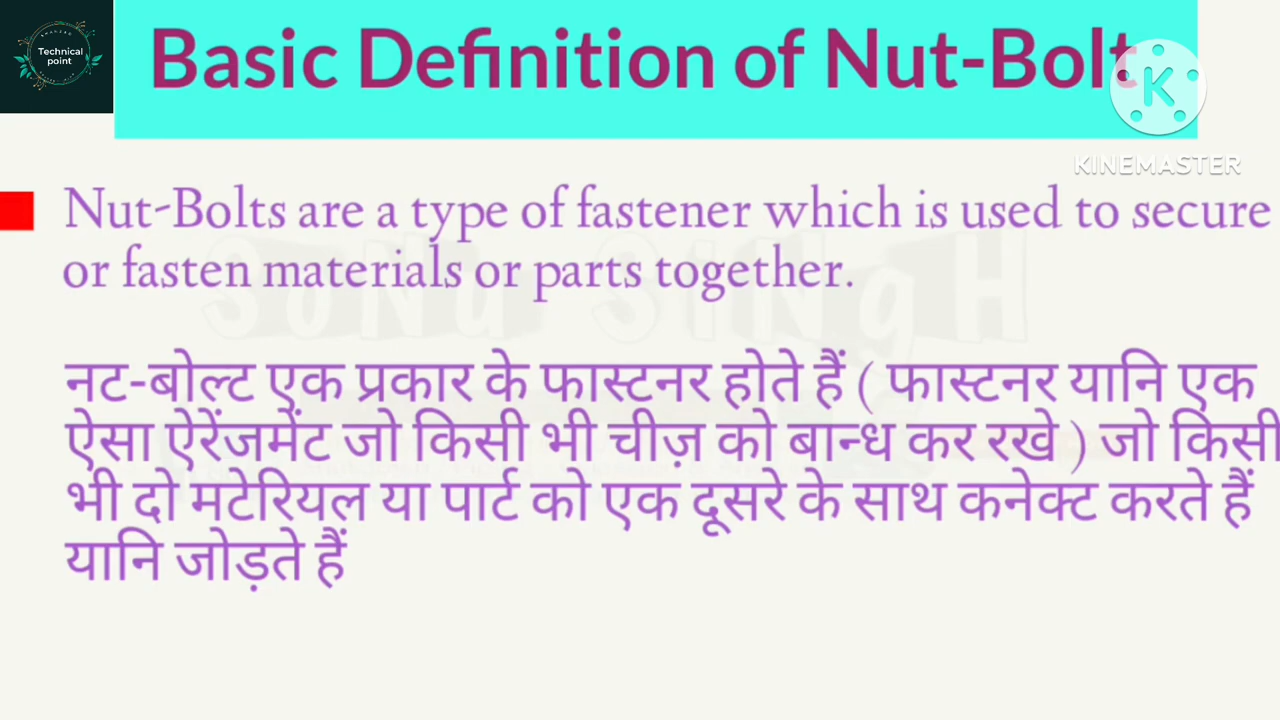 Technical
point
Basic Definition of Nut-Bolt
K
KINEMASTER
Nut-Bolts are a type of fastener which is used to secure
or fasten materials or parts together.
SoNu SiNgH
नट-बोल्ट एक प्रकार के फास्टनर होते हैं ( फास्टनर यानि एक
ऐसा ऐरेंजमेंट जो किसी भी चीज़ को बान्ध कर रखे ) जो किसी
भी दो मटेरियल या पार्ट को एक दूसरे के साथ कनेक्ट करते हैं
यानि जोड़ते हैं